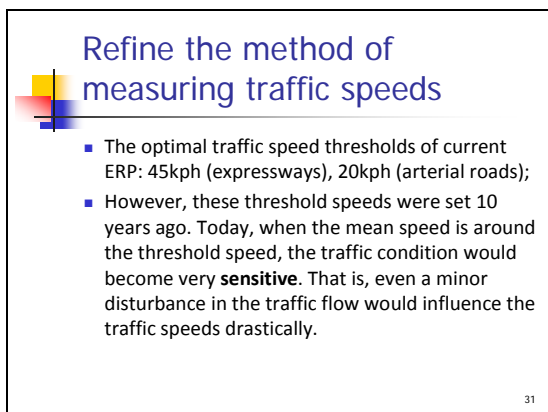 Refine the method of
measuring traffic speeds
■ The optimal traffic speed thresholds of current
ERP: 45kph (expressways), 20kph (arterial roads);
■ However, these threshold speeds were set 10
years ago. Today, when the mean speed is around
the threshold speed, the traffic condition would
become very sensitive. That is, even a minor
disturbance in the traffic flow would influence the
traffic speeds drastically.
31